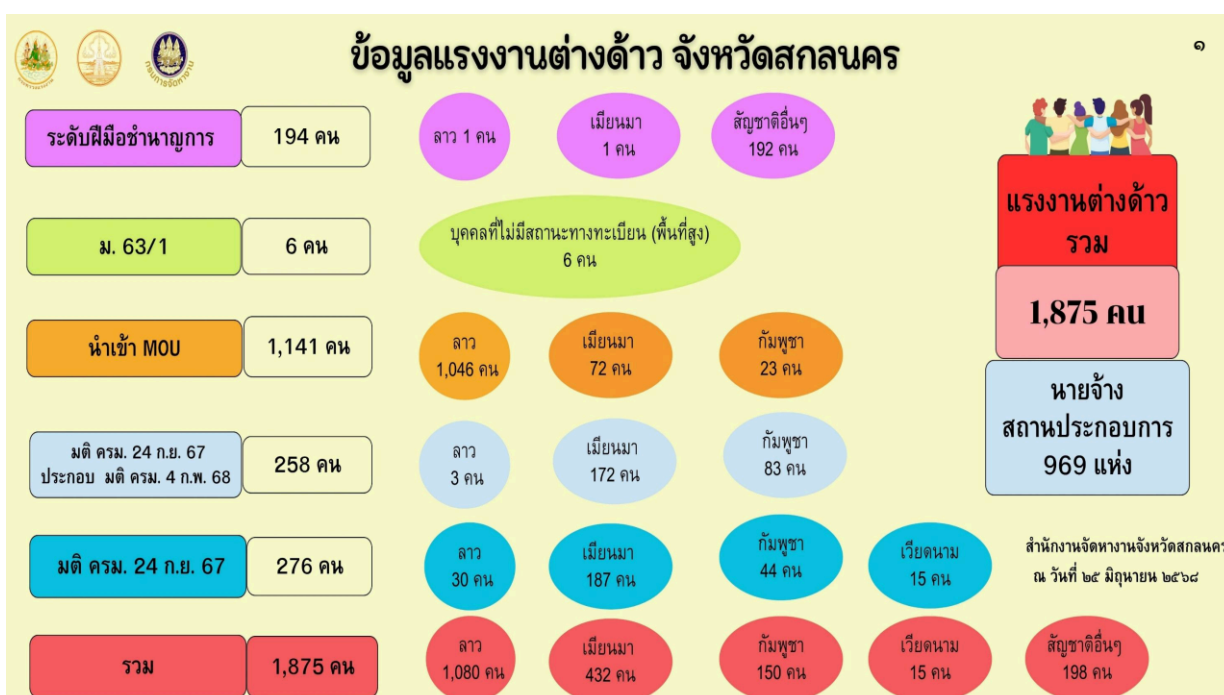 ข้อมูลแรงงานต่างด้าว จังหวัดสกลนคร
๑
กรมการจัดหางาน
ระดับฝีมือชำนาญการ
194 คน
ลาว 1 คน
เมียนมา
1 คน
สัญชาติอื่นๆ
192 คน
ม. 63/1
6 คน
บุคคลที่ไม่มีสถานะทางทะเบียน (พื้นที่สูง)
6 คน
นำเข้า MOU
1,141 คน
ลาว
1,046 คน
เมียนมา
72 คน
กัมพูชา
23 คน
มติ ครม. 24 ก.ย. 67
ประกอบ มติ ครม. 4 ก.พ. 68
258 คน
ลาว
3 คน
เมียนมา
172 คน
กัมพูชา
83 คน
มติ ครม. 24 ก.ย. 67
276 คน
ลาว
30 คน
เมียนมา
187 คน
กัมพูชา
44 คน
เวียดนาม
15 คน
รวม
1,875 คน
ลาว
1,080 คน
เมียนมา
432 คน
กัมพูชา
150 คน
เวียดนาม
15 คน
สัญชาติอื่นๆ
198 คน
แรงงานต่างด้าว
รวม
1,875 คน
นายจ้าง
สถานประกอบการ
969 แห่ง
สำนักงานจัดหางานจังหวัดสกลนคร
ณ วันที่ ๒๕ มิถุนายน ๒๕๖๘